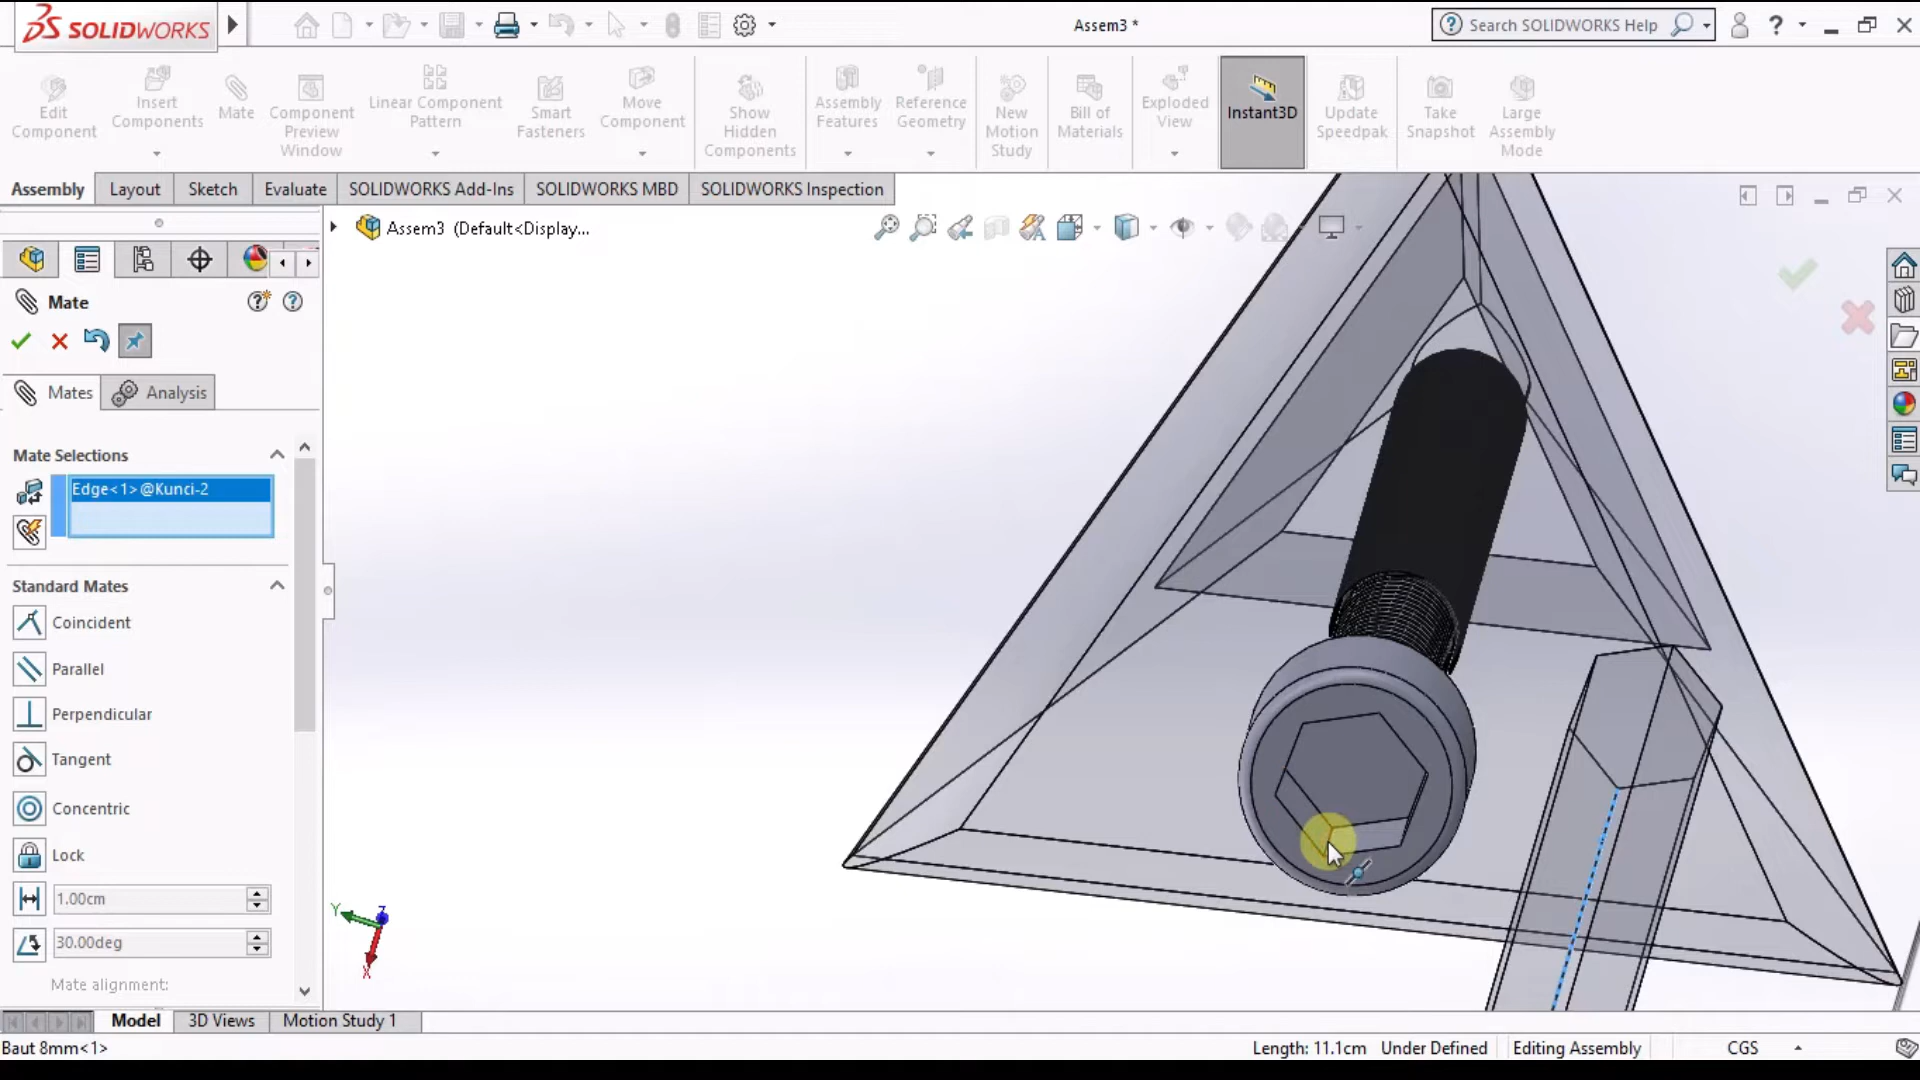 SOLIDWORKS
Assem3 *
Search SOLIDWORKS Help
Edit Component
Insert Components
Mate
Component Preview Window
Linear Component Pattern
Smart Fasteners
Move Component
Show Hidden Components
Assembly Features
Reference Geometry
New Motion Study
Bill of Materials
Exploded View
Instant3D
Update Speedpak
Take Snapshot
Large Assembly Mode
Assembly
Layout
Sketch
Evaluate
SOLIDWORKS Add-Ins
SOLIDWORKS MBD
SOLIDWORKS Inspection
Assem3 (Default<Display...
Mate
Mates
Analysis
Mate Selections
Edge<1>@Kunci-2
Standard Mates
Coincident
Parallel
Perpendicular
Tangent
Concentric
Lock
1.00cm
30.00deg
Mate alignment:
Y
Z
X
Model
3D Views
Motion Study 1
Baut 8mm<1>
Length: 11.1cm
Under Defined
Editing Assembly
CGS